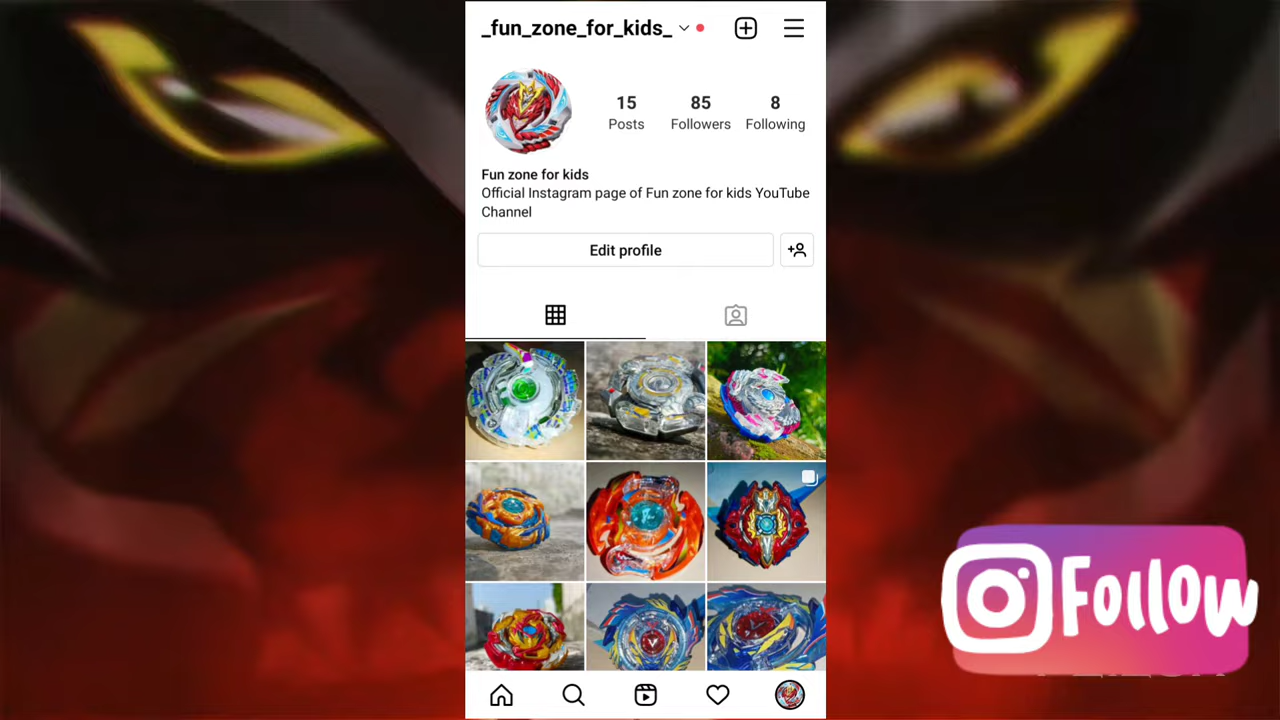 _fun_zone_for_kids_
15 85 8
Posts Followers Following
Fun zone for kids
Official Instagram page of Fun zone for kids YouTube
Channel
Edit profile
Follow